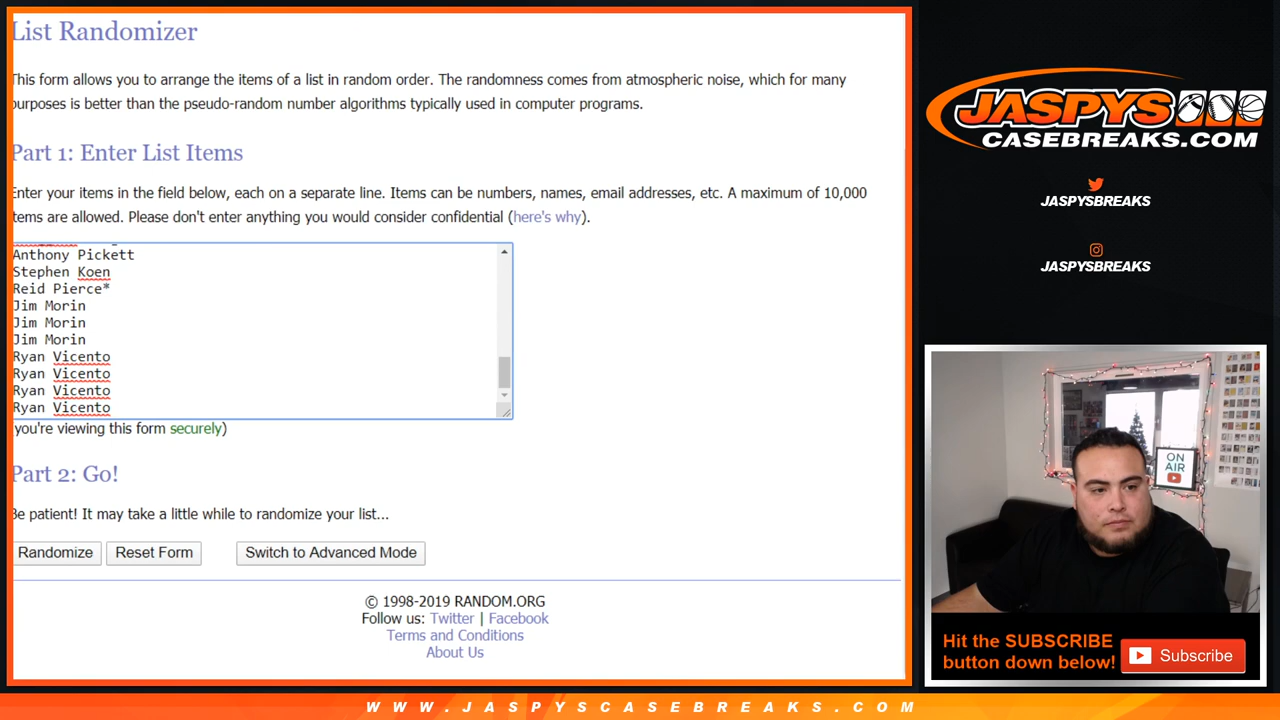 List Randomizer
This form allows you to arrange the items of a list in random order. The randomness comes from atmospheric noise, which for many
purposes is better than the pseudo-random number algorithms typically used in computer programs.
Part 1: Enter List Items
Enter your items in the field below, each on a separate line. Items can be numbers, names, email addresses, etc. A maximum of 10,000
items are allowed. Please don't enter anything you would consider confidential (here's why).
Anthony Pickett
Stephen Koen
Reid Pierce*
Jim Morin
Jim Morin
Jim Morin
Ryan Vicento
Ryan Vicento
Ryan Vicento
Ryan Vicento
you're viewing this form securely)
Part 2: Go!
Be patient! It may take a little while to randomize your list...
Randomize Reset Form Switch to Advanced Mode
© 1998-2019 RANDOM.ORG
Follow us: Twitter | Facebook
Terms and Conditions
About Us
JASPYS
CASEBREAKS.COM
JASPYSBREAKS
JASPYSBREAKS
ON
AIR
Hit the SUBSCRIBE
button down below!
Subscribe
WWW.JASPYSCASEBREAKS.COM